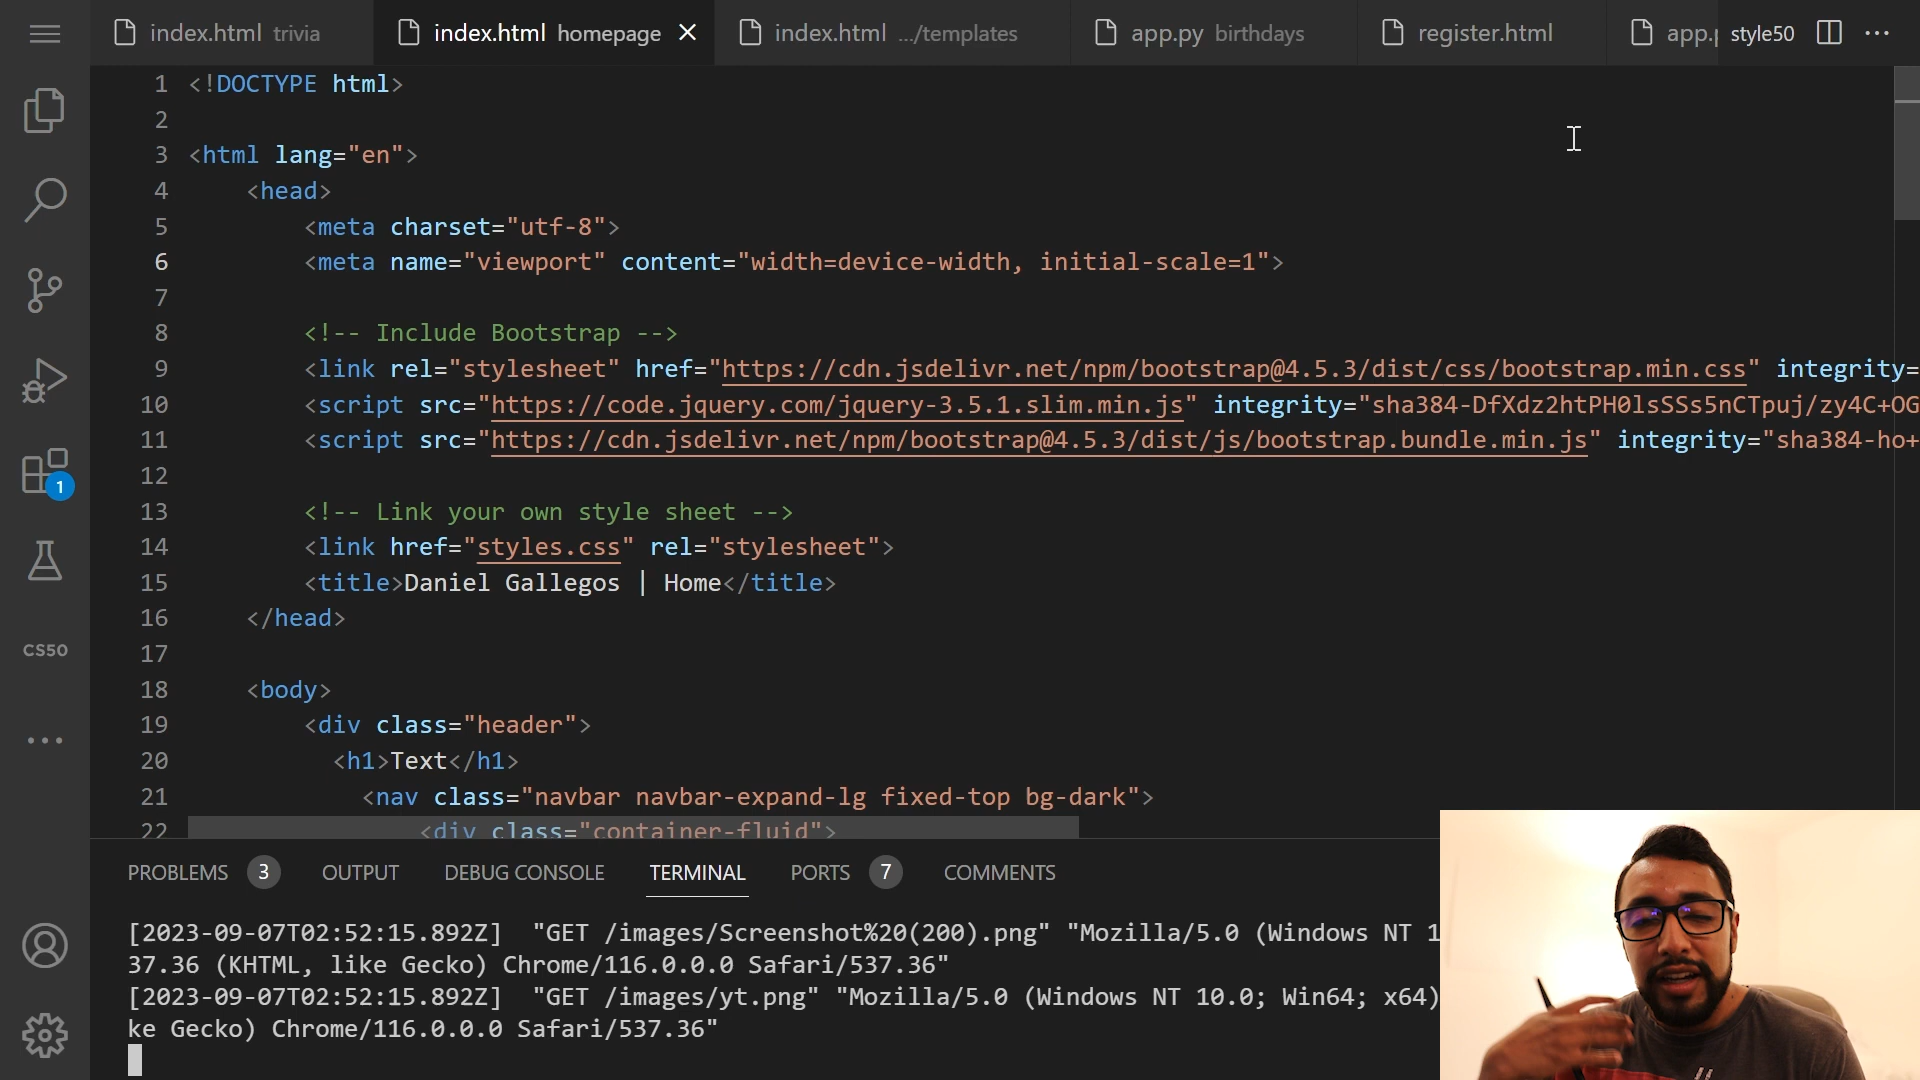 index.html trivia
index.html homepage
index.html .../templates
app.py birthdays
register.html
app.p
style50
1 <!DOCTYPE html>
2
3 <html lang="en">
4 <head>
5 <meta charset="utf-8">
6 <meta name="viewport" content="width=device-width, initial-scale=1">
7
8 <!-- Include Bootstrap -->
9 <link rel="stylesheet" href="https://cdn.jsdelivr.net/npm/bootstrap@4.5.3/dist/css/bootstrap.min.css" integrity=
10 <script src="https://code.jquery.com/jquery-3.5.1.slim.min.js" integrity="sha384-DfXdz2htPH0lsSSs5nCTpuj/zy4C+OG
11 <script src="https://cdn.jsdelivr.net/npm/bootstrap@4.5.3/dist/js/bootstrap.bundle.min.js" integrity="sha384-ho+
12
13 <!-- Link your own style sheet -->
14 <link href="styles.css" rel="stylesheet">
15 <title>Daniel Gallegos | Home</title>
16 </head>
17
18 <body>
19 <div class="header">
20 <h1>Text</h1>
21 <nav class="navbar navbar-expand-lg fixed-top bg-dark">
22 <div class="container-fluid">
1
CS50
PROBLEMS 3 OUTPUT DEBUG CONSOLE TERMINAL PORTS 7 COMMENTS
[2023-09-07T02:52:15.892Z] "GET /images/Screenshot%20(200).png" "Mozilla/5.0 (Windows NT 1
37.36 (KHTML, like Gecko) Chrome/116.0.0.0 Safari/537.36"
[2023-09-07T02:52:15.892Z] "GET /images/yt.png" "Mozilla/5.0 (Windows NT 10.0; Win64; x64)
ke Gecko) Chrome/116.0.0.0 Safari/537.36"